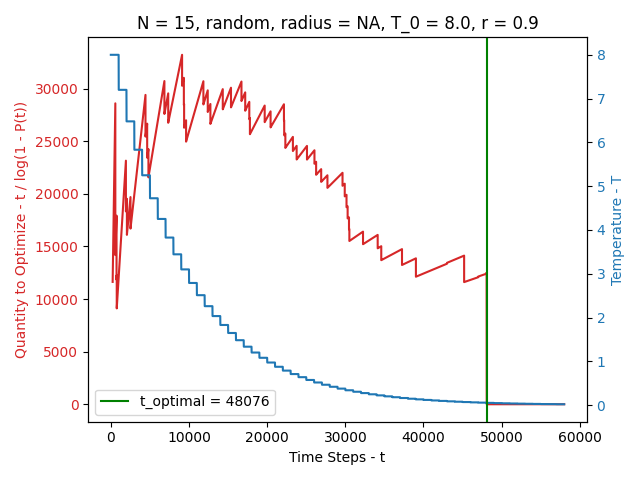 N = 15, random, radius = NA, T_0 = 8.0, r = 0.9
Quantity to Optimize - t / log(1 - P(t))
30000
25000
20000
15000
10000
5000
0
8
7
6
5
4
3
2
1
0
Temperature - T
t_optimal = 48076
0 10000 20000 30000 40000 50000 60000
Time Steps - t